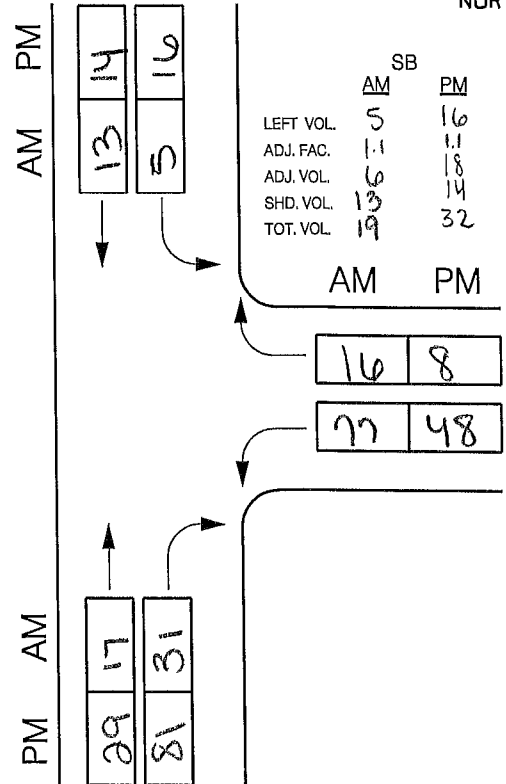 NOR
PM 14 16
AM 13 5
SB
AM PM
LEFT VOL. 5 16
ADJ. FAC. 1.1 1.1
ADJ. VOL. 6 18
SHD. VOL. 13 14
TOT. VOL. 19 32
AM PM
16 8
77 48
AM 17 31
PM 29 81